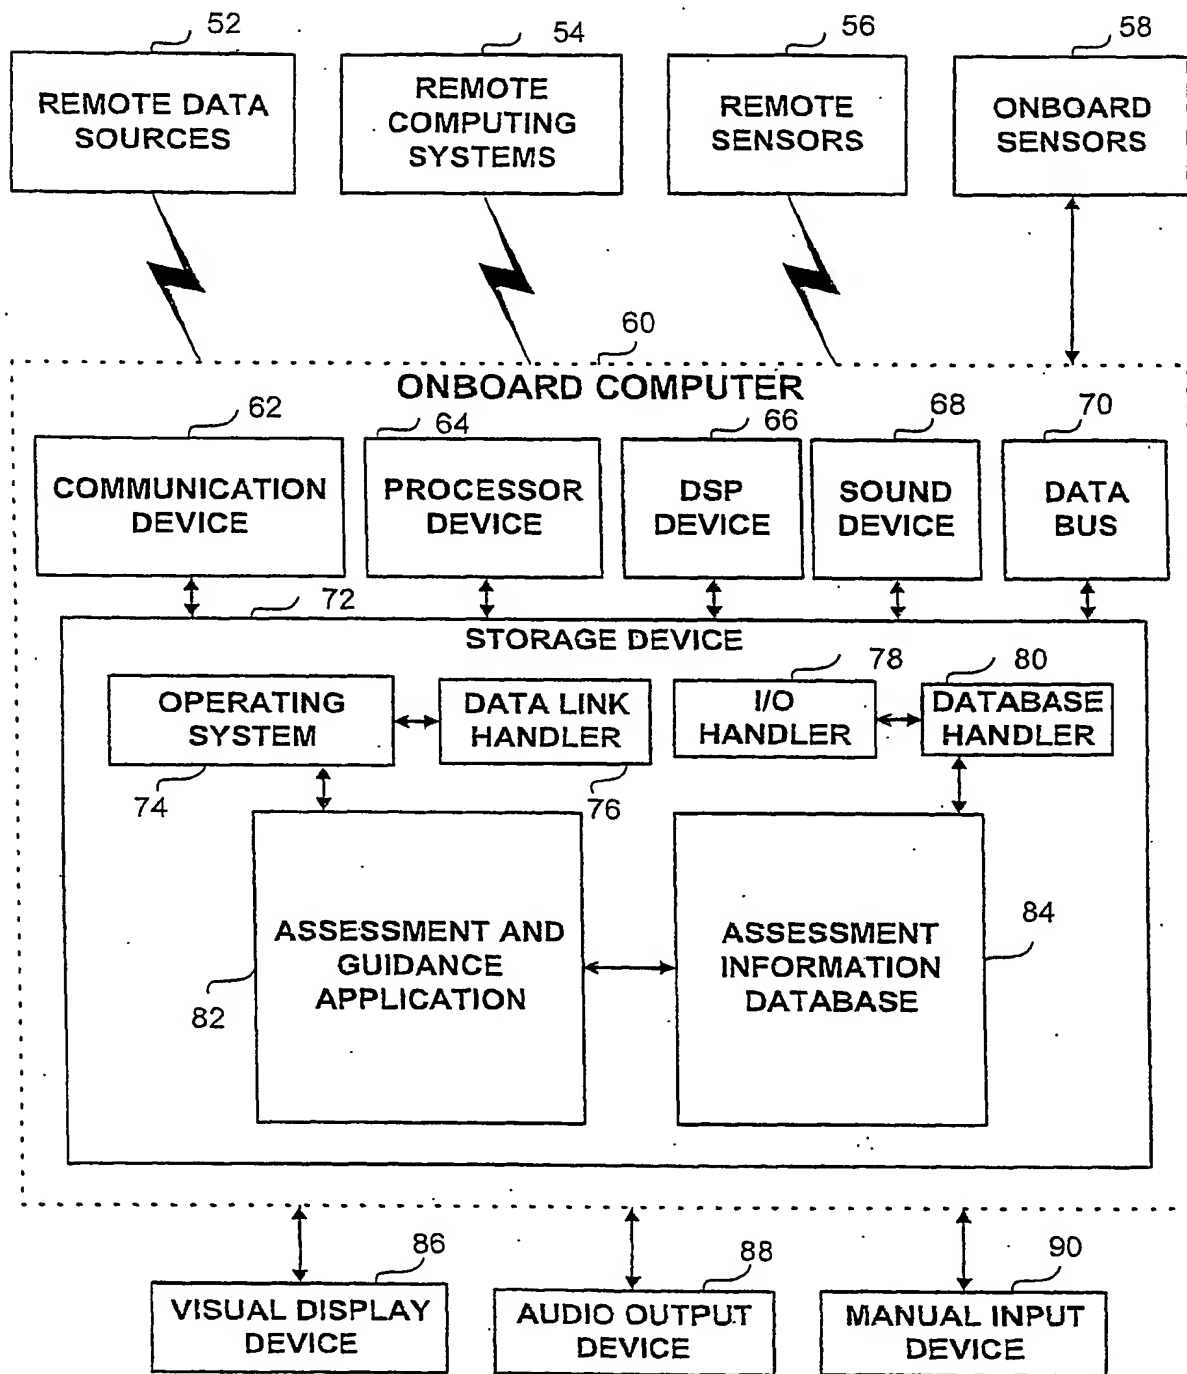 52
54
56
58
REMOTE DATA
SOURCES
REMOTE
COMPUTING
SYSTEMS
REMOTE
SENSORS
ONBOARD
SENSORS
60
ONBOARD COMPUTER
62
64
66
68
70
COMMUNICATION
DEVICE
PROCESSOR
DEVICE
DSP
DEVICE
SOUND
DEVICE
DATA
BUS
72
STORAGE DEVICE
78
80
OPERATING
SYSTEM
DATA LINK
HANDLER
I/O
HANDLER
DATABASE
HANDLER
74
76
ASSESSMENT AND
GUIDANCE
APPLICATION
82
ASSESSMENT
INFORMATION
DATABASE
84
86
88
90
VISUAL DISPLAY
DEVICE
AUDIO OUTPUT
DEVICE
MANUAL INPUT
DEVICE